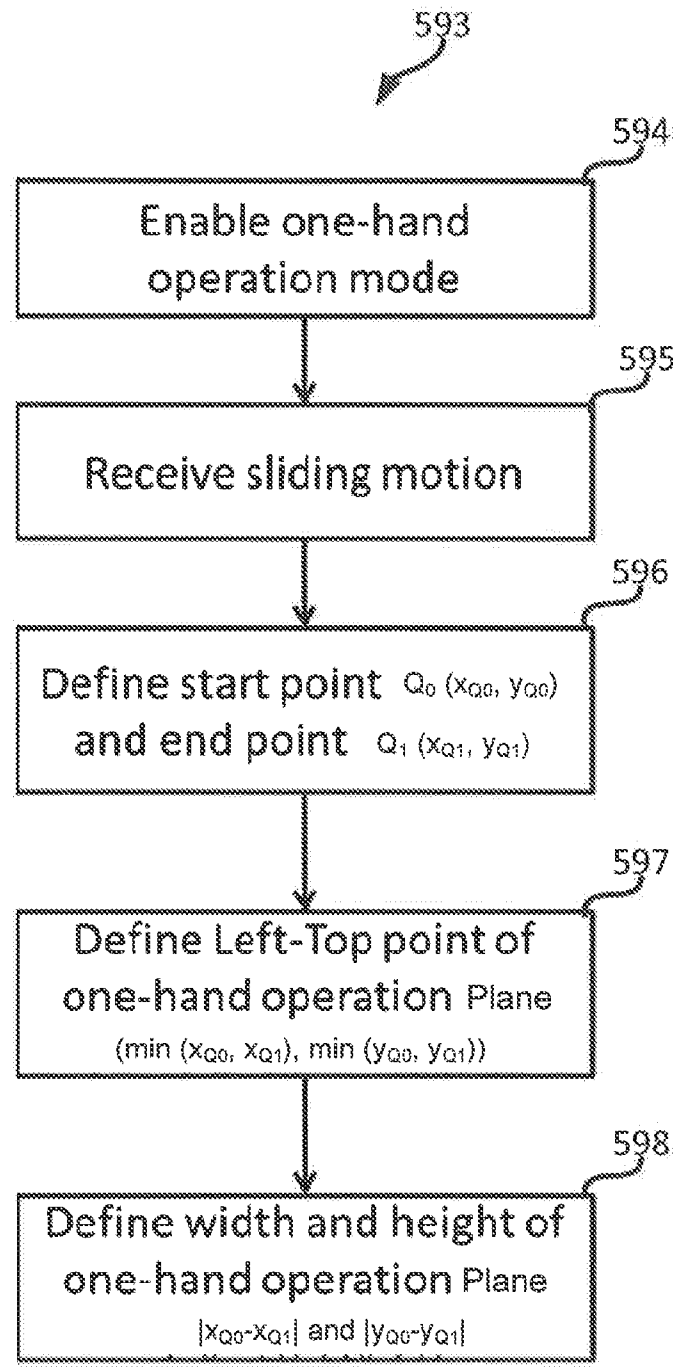 593
594
Enable one-hand
operation mode
595
Receive sliding motion
596
Define start point Q₀ (xQ0, yQ0)
and end point Q₁ (xQ1, yQ1)
597
Define Left-Top point of
one-hand operation Plane
(min (xQ0, xQ1), min (yQ0, yQ1))
598
Define width and height of
one-hand operation Plane
|xQ0-xQ1| and |yQ0-yQ1|